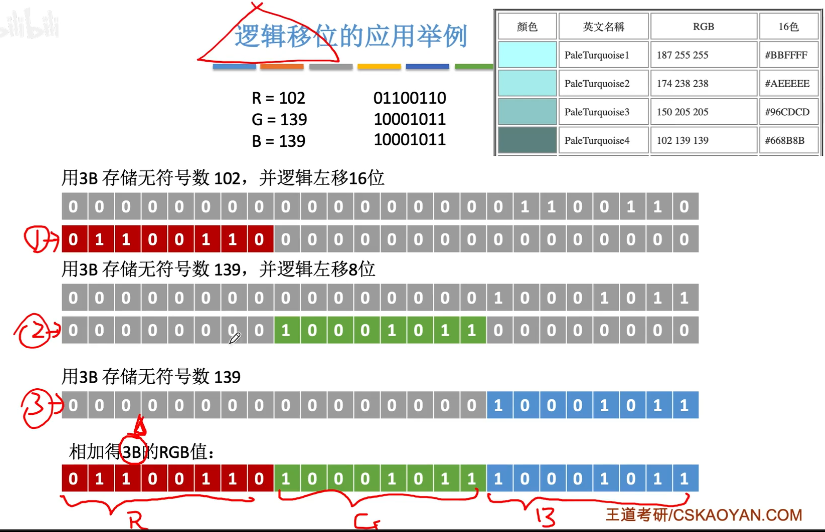 bilibili
逻辑移位的应用举例
R = 102 01100110
G = 139 10001011
B = 139 10001011
顏色 英文名稱 RGB 16色
PaleTurquoise1 187 255 255 #BBFFFF
PaleTurquoise2 174 238 238 #AEEEEE
PaleTurquoise3 150 205 205 #96CDCD
PaleTurquoise4 102 139 139 #668B8B
用3B 存储无符号数 102，并逻辑左移16位
0 0 0 0 0 0 0 0 0 0 0 0 0 0 0 0 0 1 1 0 0 1 1 0
① 0 1 1 0 0 1 1 0 0 0 0 0 0 0 0 0 0 0 0 0 0 0 0 0
用3B 存储无符号数 139，并逻辑左移8位
0 0 0 0 0 0 0 0 0 0 0 0 0 0 0 0 1 0 0 0 1 0 1 1
② 0 0 0 0 0 0 0 0 1 0 0 0 1 0 1 1 0 0 0 0 0 0 0 0
用3B 存储无符号数 139
③ 0 0 0 0 0 0 0 0 0 0 0 0 0 0 0 0 1 0 0 0 1 0 1 1
相加得3B的RGB值：
0 1 1 0 0 1 1 0 1 0 0 0 1 0 1 1 1 0 0 0 1 0 1 1
R G B
王道考研/CSKAOYAN.COM